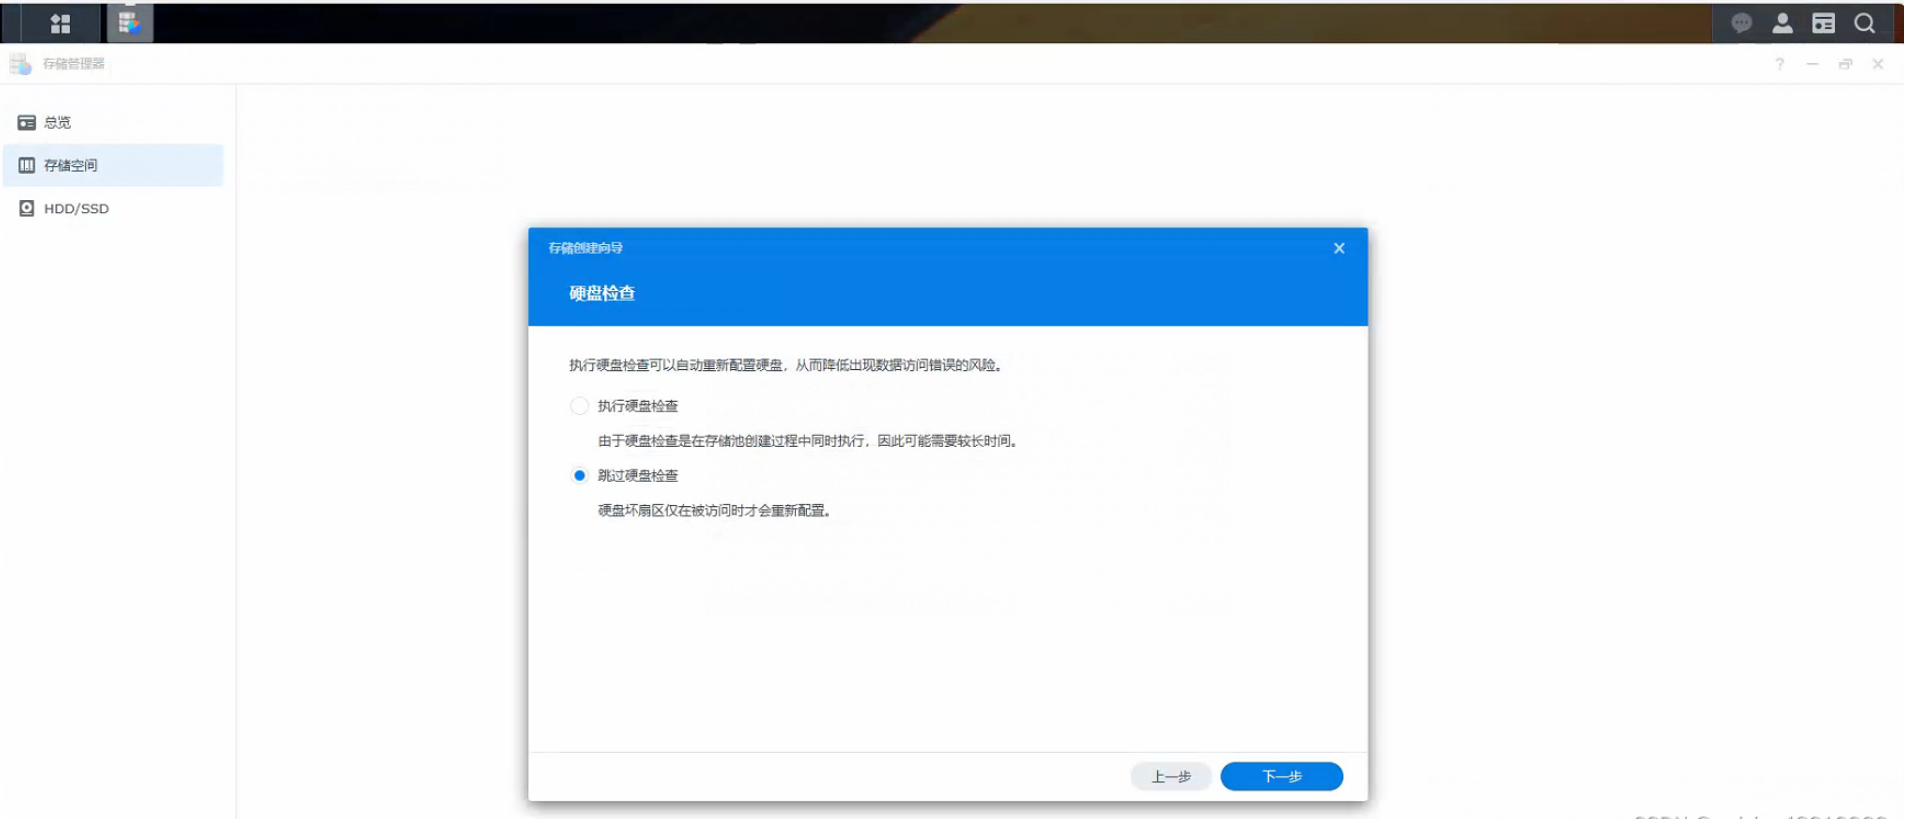 存储管理器
?
总览
存储空间
HDD/SSD
存储创建向导
硬盘检查
执行硬盘检查可以自动重新配置硬盘，从而降低出现数据访问错误的风险。
执行硬盘检查
由于硬盘检查是在存储池创建过程中同时执行，因此可能需要较长时间。
跳过硬盘检查
硬盘坏扇区仅在被访问时才会重新配置。
上一步
下一步